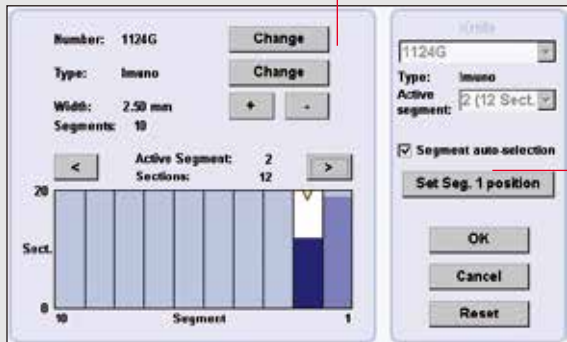 Number: 1124G
Change
Type: Imuno
Change
Width: 2.50 mm
+ -
Segments: 10
< Active Segment: 2 >
Sections: 12
20
Sect.
0
10 Segment 1
Knife
1124G
Type: Imuno
Active segment: 2 (12 Sect.
Segment auto-selection
Set Seg. 1 position
OK
Cancel
Reset